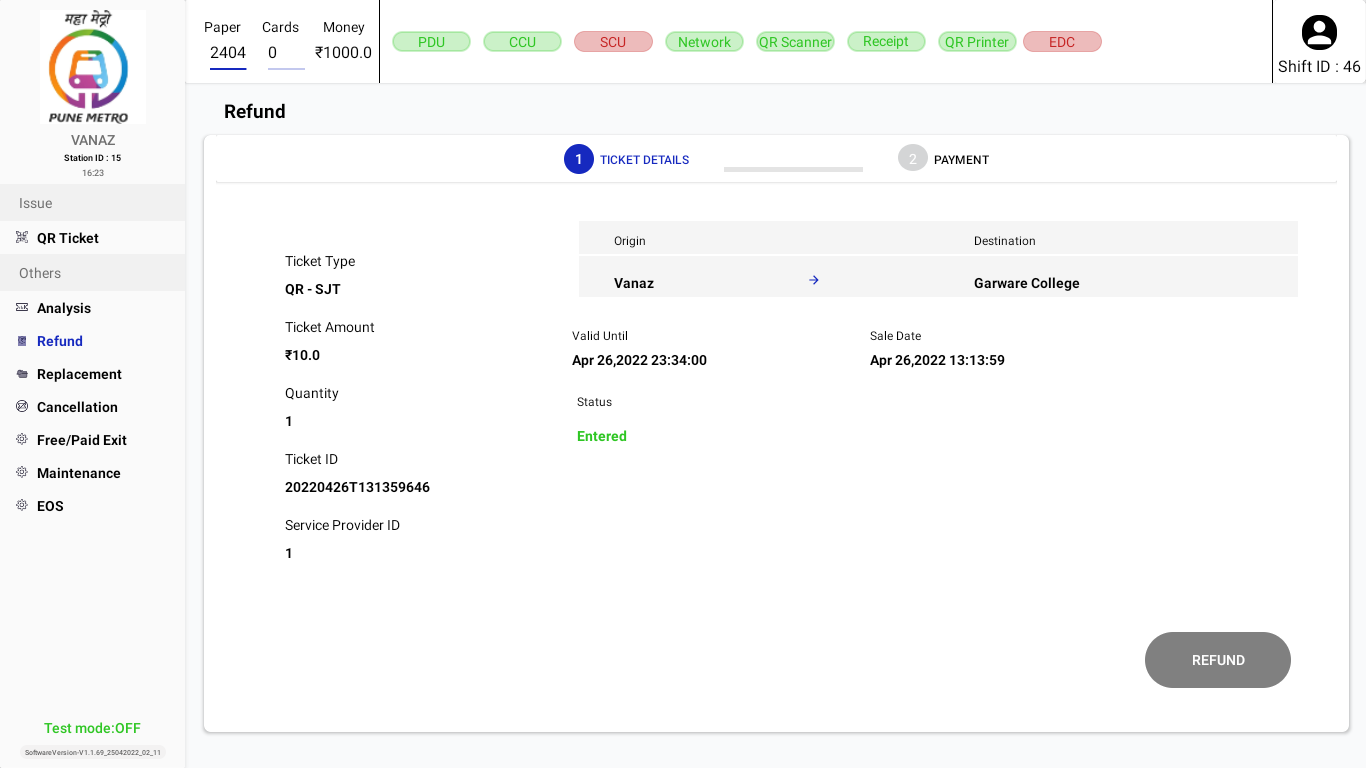 महा मेट्रो
PUNE METRO
VANAZ
Station ID : 15
16:23
Issue
QR Ticket
Others
Analysis
Refund
Replacement
Cancellation
Free/Paid Exit
Maintenance
EOS
Test mode:OFF
SoftwareVersion-V1.1.69_25042022_02_11
Paper Cards Money
2404 0 ₹1000.0
PDU CCU SCU Network QR Scanner Receipt QR Printer EDC
Shift ID : 46
Refund
1 TICKET DETAILS 2 PAYMENT
Ticket Type
QR - SJT
Ticket Amount
₹10.0
Quantity
1
Ticket ID
20220426T131359646
Service Provider ID
1
Origin Destination
Vanaz → Garware College
Valid Until Sale Date
Apr 26,2022 23:34:00 Apr 26,2022 13:13:59
Status
Entered
REFUND